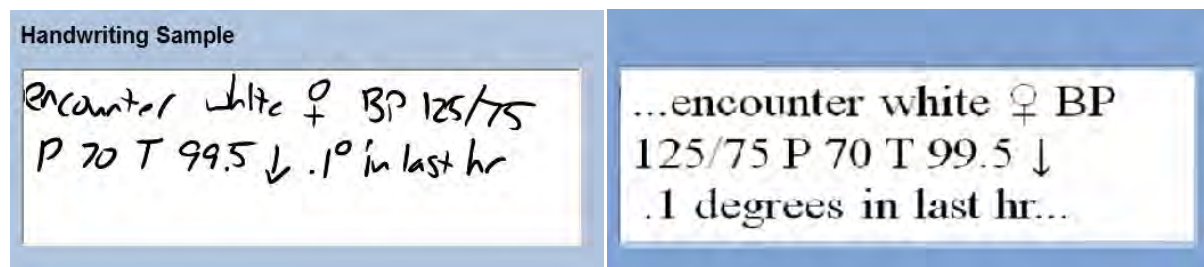 Handwriting Sample
encounter white ♀ BP 125/75
P 70 T 99.5 ↓ .1° in last hr
...encounter white ♀ BP
125/75 P 70 T 99.5 ↓
.1 degrees in last hr...